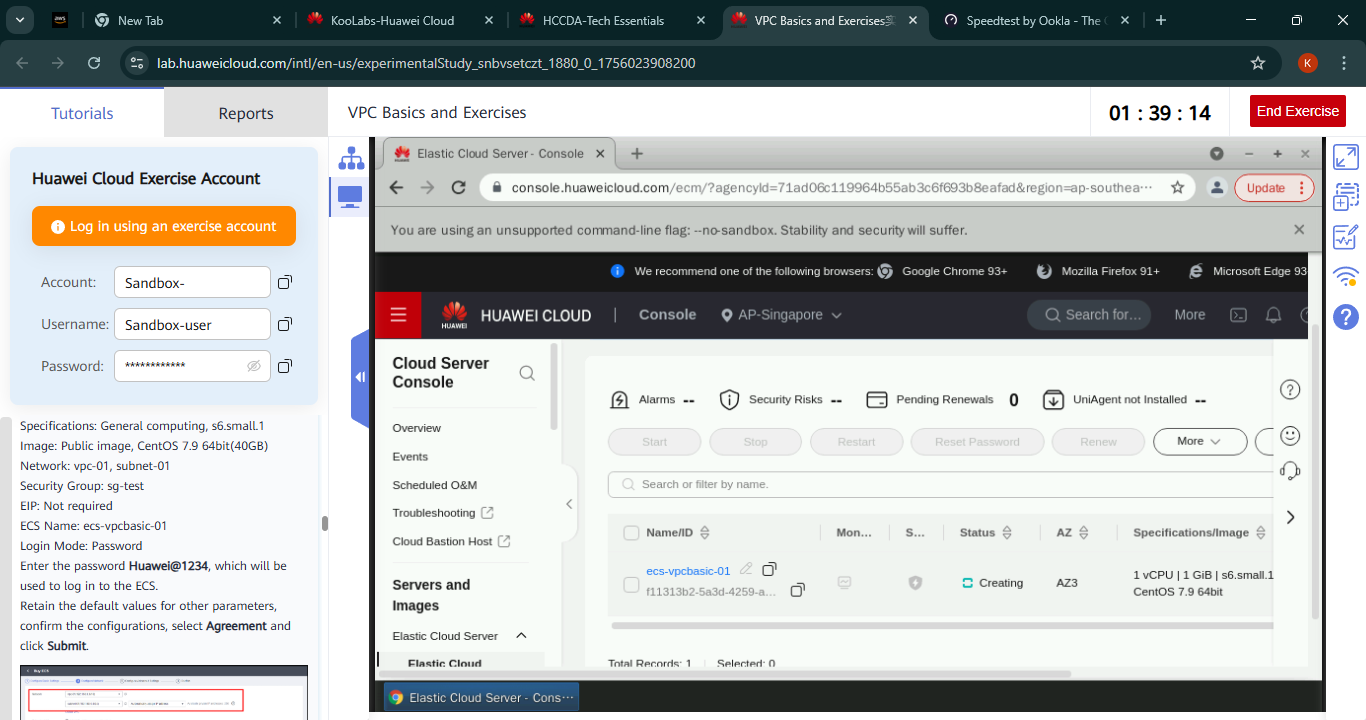 aws
New Tab
KooLabs-Huawei Cloud
HCCDA-Tech Essentials
VPC Basics and Exercises
Speedtest by Ookla - The
lab.huaweicloud.com/intl/en-us/experimentalStudy_snbvsetczt_1880_0_1756023908200
K
Tutorials
Reports
VPC Basics and Exercises
01 : 39 : 14
End Exercise
Huawei Cloud Exercise Account
Log in using an exercise account
Account:
Sandbox-
Username:
Sandbox-user
Password:
************
Specifications: General computing, s6.small.1
Image: Public image, CentOS 7.9 64bit(40GB)
Network: vpc-01, subnet-01
Security Group: sg-test
EIP: Not required
ECS Name: ecs-vpcbasic-01
Login Mode: Password
Enter the password Huawei@1234, which will be
used to log in to the ECS.
Retain the default values for other parameters,
confirm the configurations, select Agreement and
click Submit.
Elastic Cloud Server - Console
console.huaweicloud.com/ecm/?agencyId=71ad06c119964b55ab3c6f693b8eafad&region=ap-southea···
Update
You are using an unsupported command-line flag: --no-sandbox. Stability and security will suffer.
We recommend one of the following browsers:
Google Chrome 93+
Mozilla Firefox 91+
Microsoft Edge 93
HUAWEI
HUAWEI CLOUD
Console
AP-Singapore
Search for...
More
Cloud Server
Console
Overview
Events
Scheduled O&M
Troubleshooting
Cloud Bastion Host
Servers and
Images
Elastic Cloud Server
Elastic Cloud
Alarms --
Security Risks --
Pending Renewals 0
UniAgent not Installed --
Start
Stop
Restart
Reset Password
Renew
More
Search or filter by name.
Name/ID
Mon...
S...
Status
AZ
Specifications/Image
ecs-vpcbasic-01
f11313b2-5a3d-4259-a...
Creating
AZ3
1 vCPU | 1 GiB | s6.small.1
CentOS 7.9 64bit
Total Records: 1
Selected: 0
Elastic Cloud Server - Cons···